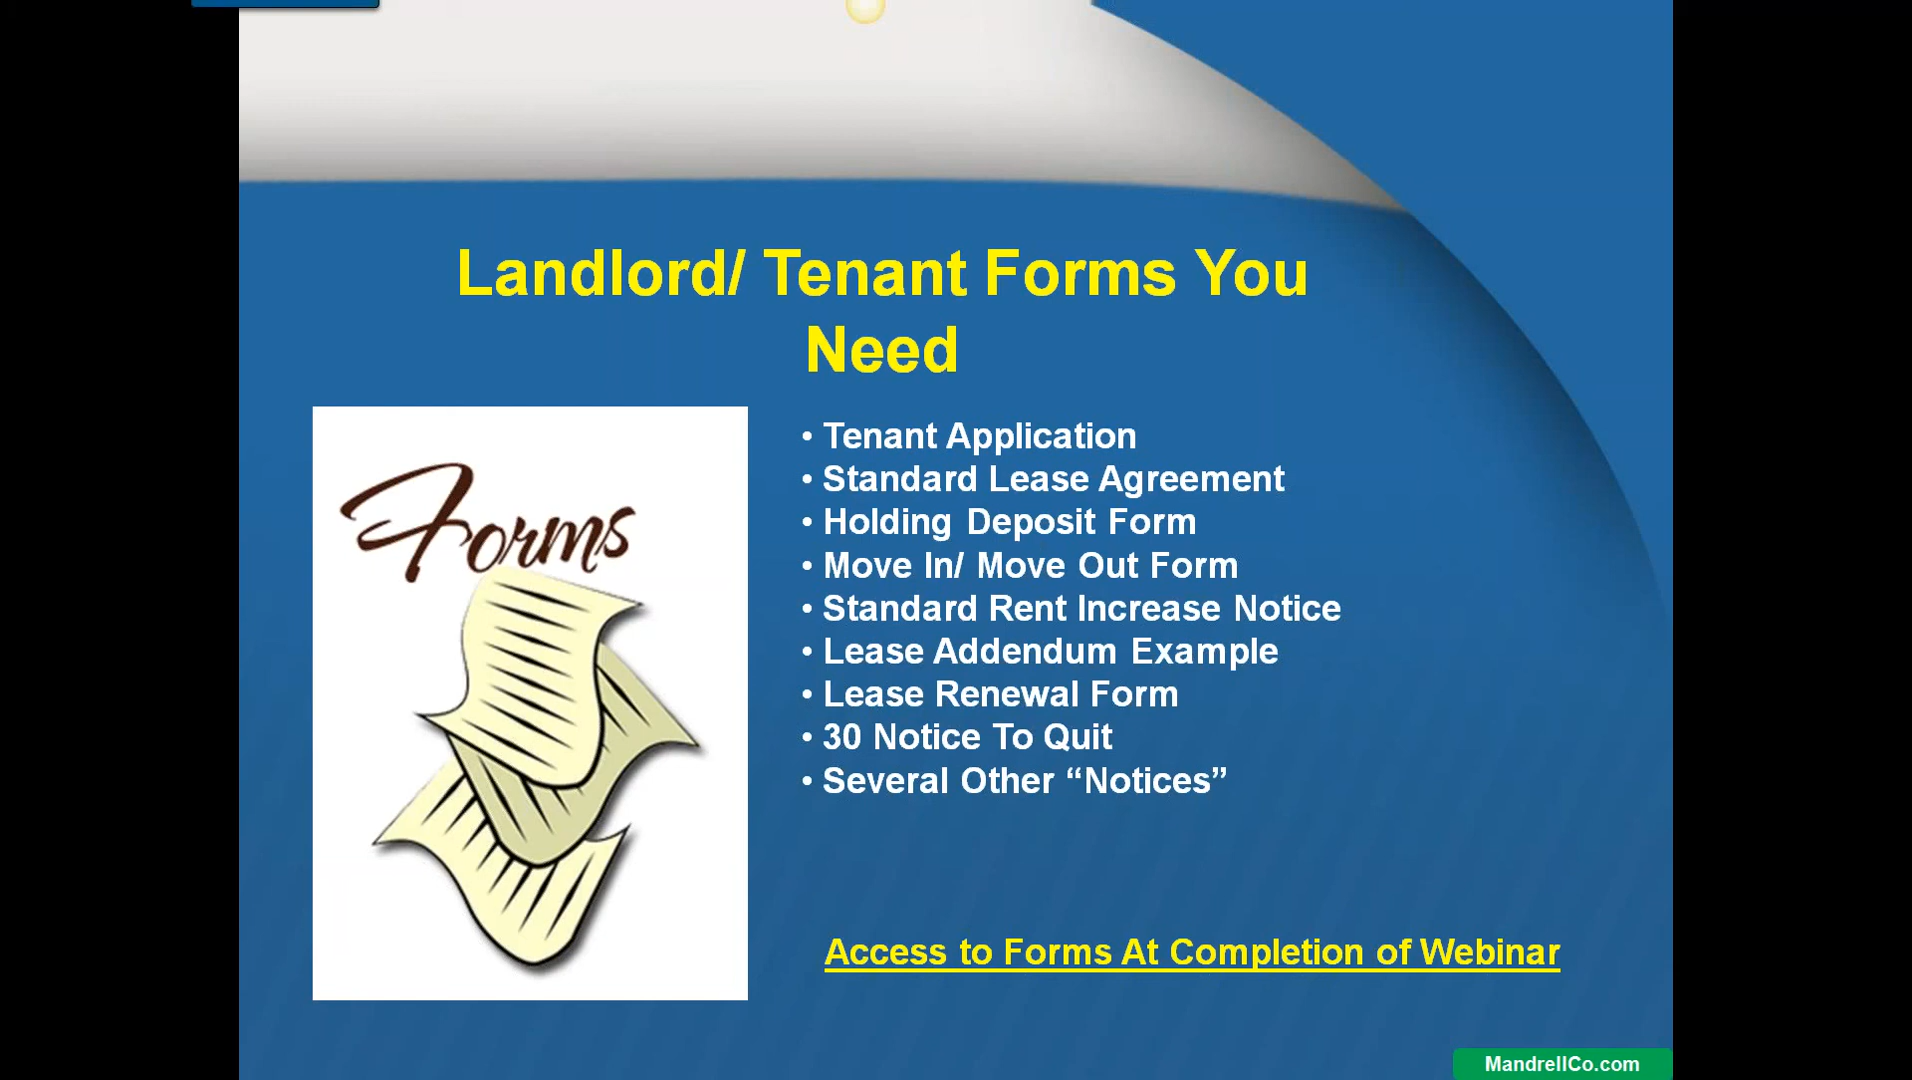 Landlord/ Tenant Forms You
Need
Forms
• Tenant Application
• Standard Lease Agreement
• Holding Deposit Form
• Move In/ Move Out Form
• Standard Rent Increase Notice
• Lease Addendum Example
• Lease Renewal Form
• 30 Notice To Quit
• Several Other “Notices”
Access to Forms At Completion of Webinar
MandrellCo.com